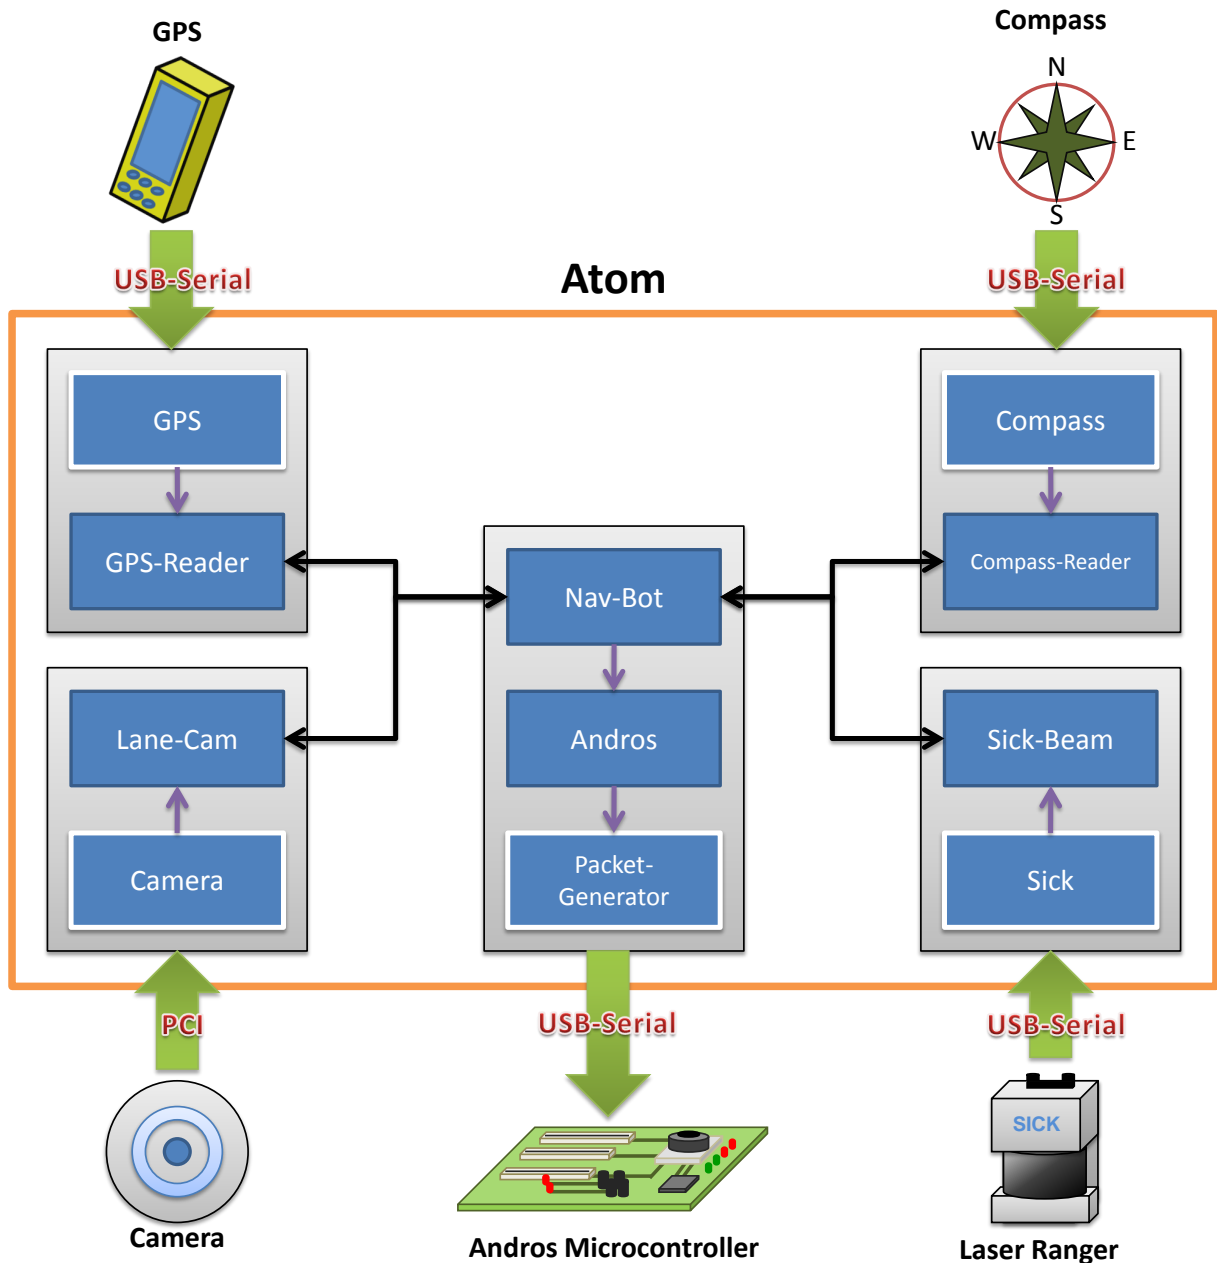 GPS
Compass
N
W
E
S
USB-Serial
Atom
USB-Serial
GPS
Compass
GPS-Reader
Nav-Bot
Compass-Reader
Lane-Cam
Andros
Sick-Beam
Camera
Packet-
Generator
Sick
PCI
USB-Serial
USB-Serial
SICK
Camera
Andros Microcontroller
Laser Ranger